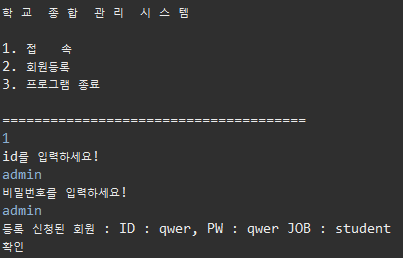 학 교 종 합 관 리 시 스 템
1. 접 속
2. 회원등록
3. 프로그램 종료
======================================
1
id를 입력하세요!
admin
비밀번호를 입력하세요!
admin
등록 신청된 회원 : ID : qwer, PW : qwer JOB : student
확인